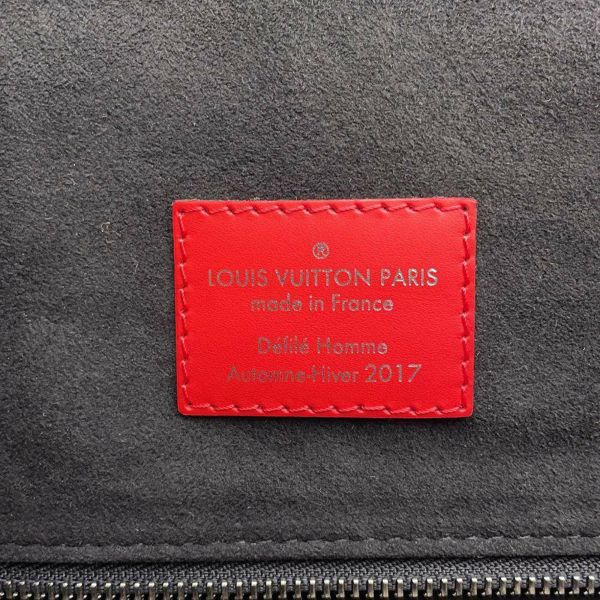 ®
LOUIS VUITTON PARIS
made in France
Défilé Homme
Automne-Hiver 2017